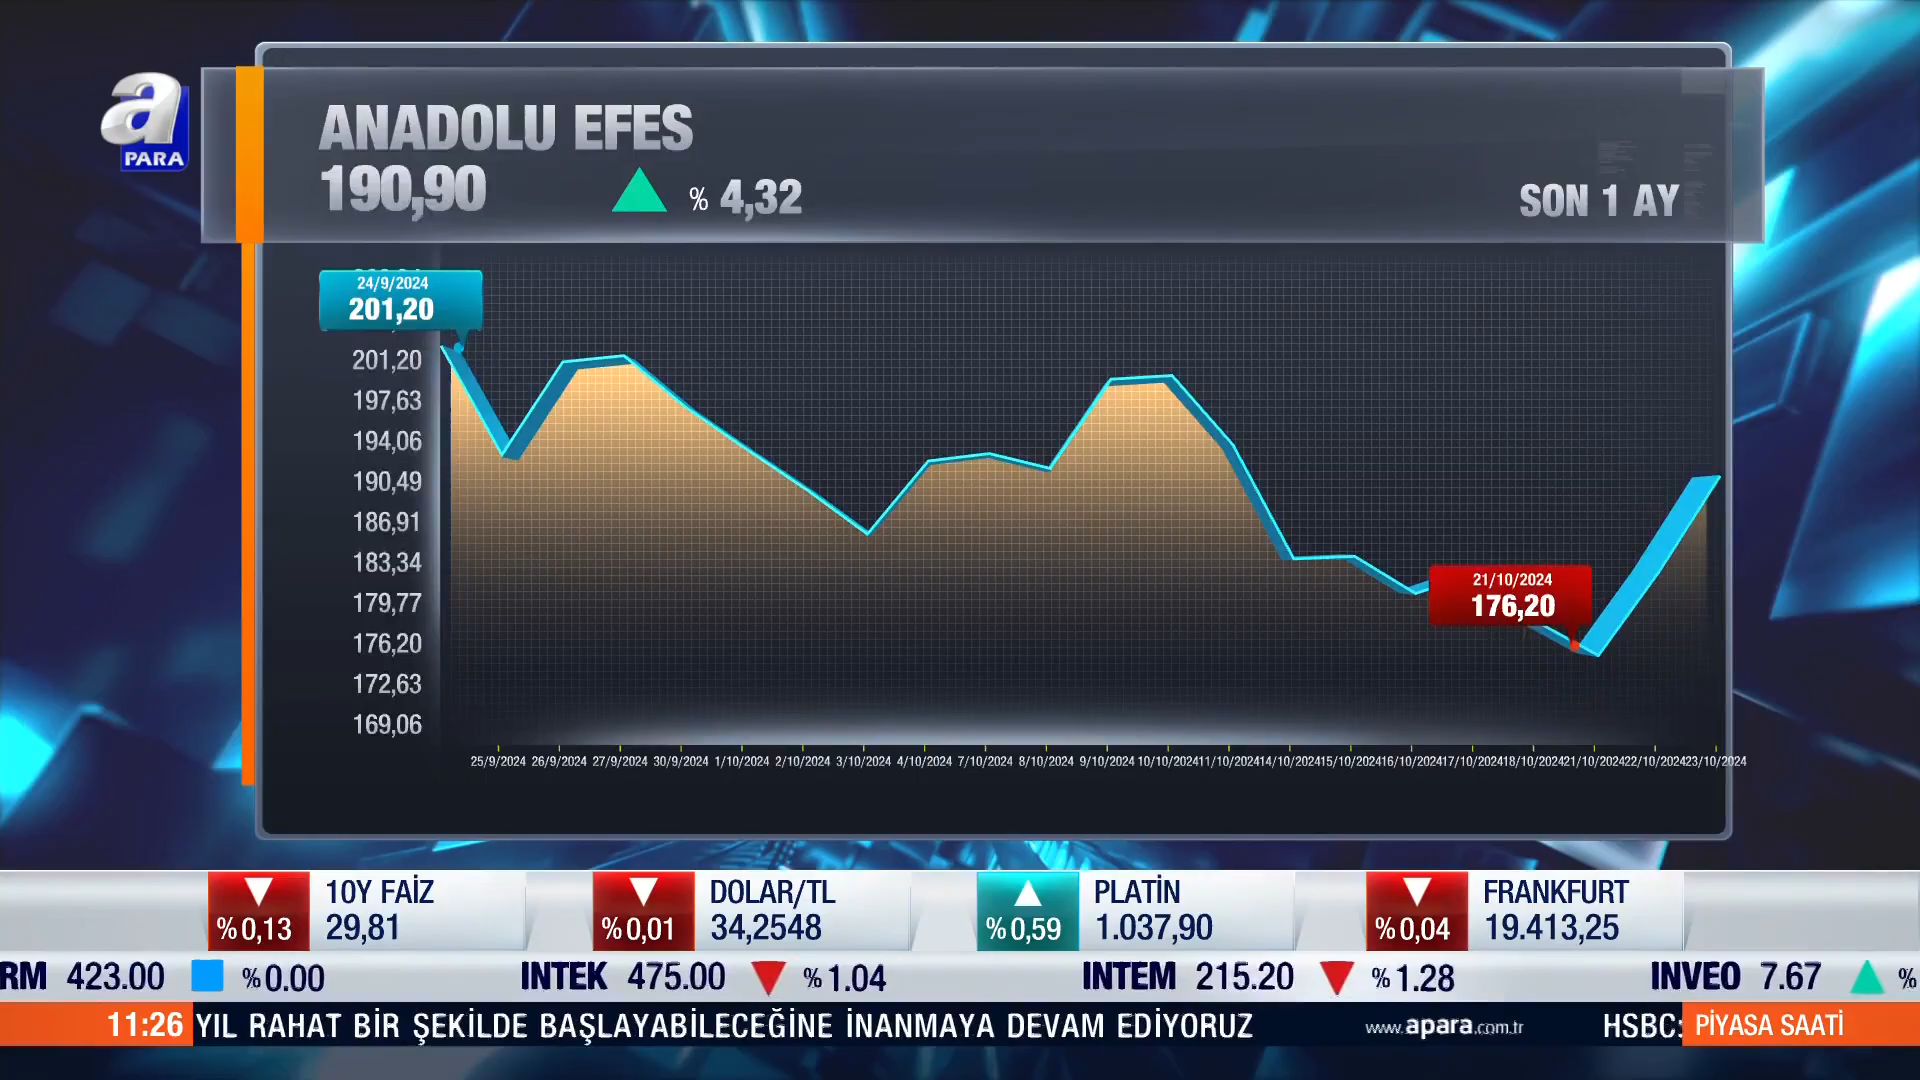 a
PARA
ANADOLU EFES
190,90
% 4,32
SON 1 AY
24/9/2024
201,20
201,20
197,63
194,06
190,49
186,91
183,34
179,77
176,20
172,63
169,06
21/10/2024
176,20
25/9/2024 26/9/2024 27/9/2024 30/9/2024 1/10/2024 2/10/2024 3/10/2024 4/10/2024 7/10/2024 8/10/2024 9/10/2024 10/10/2024 11/10/2024 14/10/2024 15/10/2024 16/10/2024 17/10/2024 18/10/2024 21/10/2024 22/10/2024 23/10/2024
%0,13 10Y FAİZ 29,81
%0,01 DOLAR/TL 34,2548
%0,59 PLATİN 1.037,90
%0,04 FRANKFURT 19.413,25
RM 423.00 %0.00 INTEK 475.00 %1.04 INTEM 215.20 %1.28 INVEO 7.67 %
11:26 YIL RAHAT BİR ŞEKİLDE BAŞLAYABİLECEĞİNE İNANMAYA DEVAM EDİYORUZ www.apara.com.tr HSBC: PİYASA SAATİ